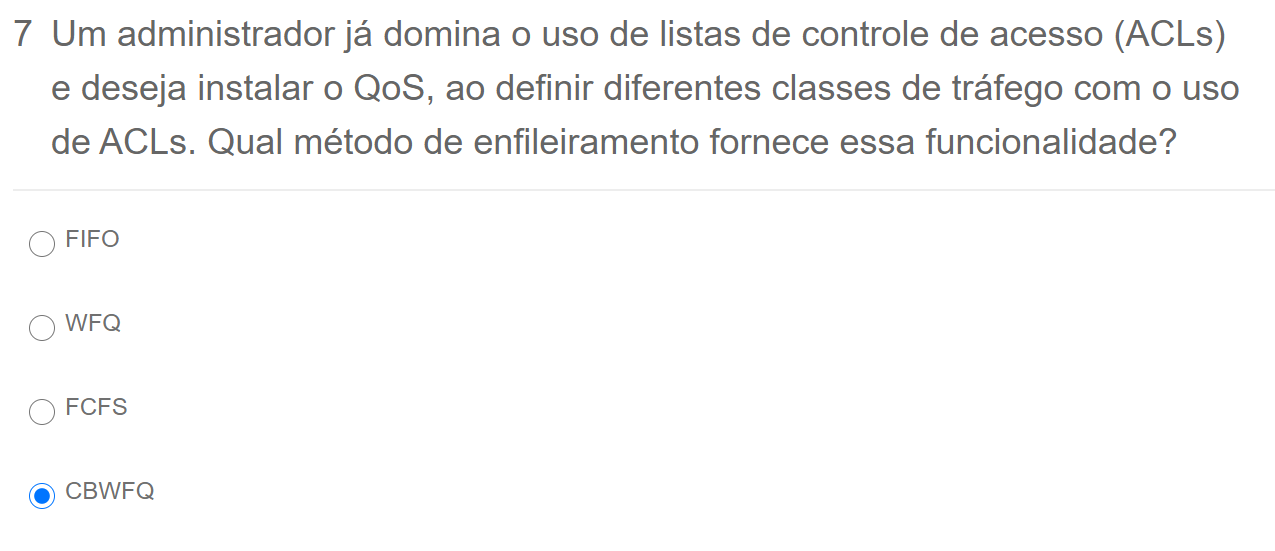 7 Um administrador já domina o uso de listas de controle de acesso (ACLs)
e deseja instalar o QoS, ao definir diferentes classes de tráfego com o uso
de ACLs. Qual método de enfileiramento fornece essa funcionalidade?
FIFO
WFQ
FCFS
CBWFQ